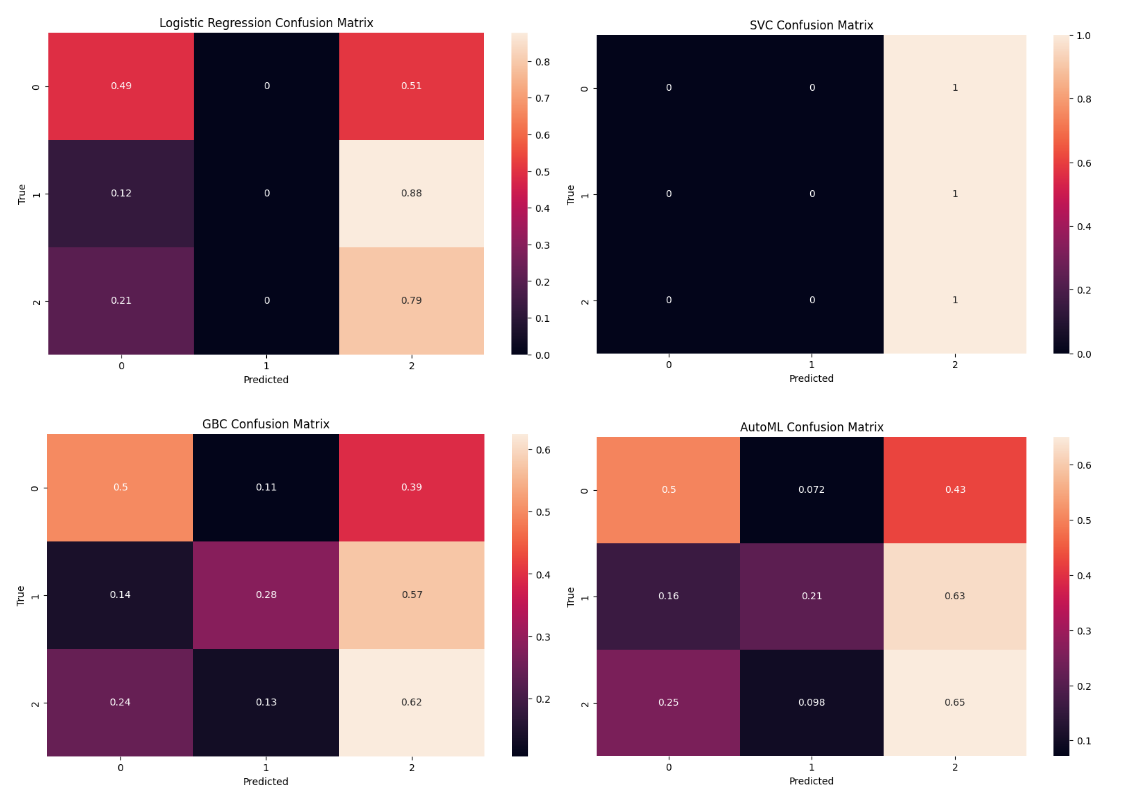 Logistic Regression Confusion Matrix
0.49 0 0.51
0.12 0 0.88
0.21 0 0.79
0 1 2
Predicted
0 1 2
True
0.8
0.7
0.6
0.5
0.4
0.3
0.2
0.1
0.0
SVC Confusion Matrix
0 0 1
0 0 1
0 0 1
0 1 2
Predicted
0 1 2
True
1.0
0.8
0.6
0.4
0.2
0.0
GBC Confusion Matrix
0.5 0.11 0.39
0.14 0.28 0.57
0.24 0.13 0.62
0 1 2
Predicted
0 1 2
True
0.6
0.5
0.4
0.3
0.2
AutoML Confusion Matrix
0.5 0.072 0.43
0.16 0.21 0.63
0.25 0.098 0.65
0 1 2
Predicted
0 1 2
True
0.6
0.5
0.4
0.3
0.2
0.1